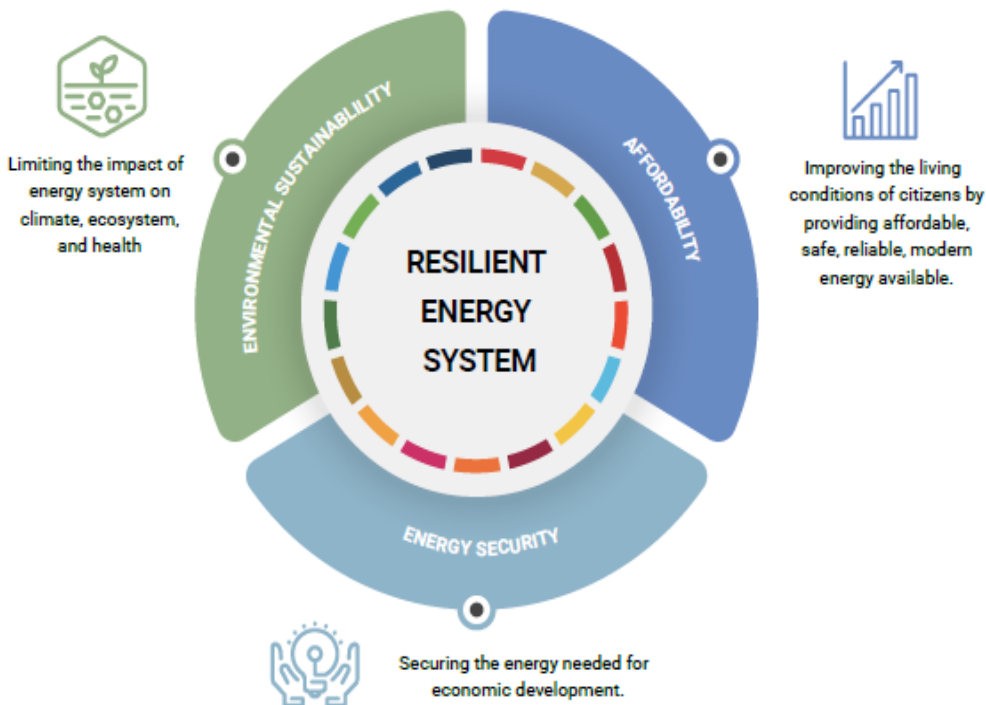 ENVIRONMENTAL SUSTAINABLILITY
Limiting the impact of
energy system on
climate, ecosystem,
and health
AFFORDABILITY
Improving the living
conditions of citizens by
providing affordable,
safe, reliable, modern
energy available.
RESILIENT
ENERGY
SYSTEM
ENERGY SECURITY
Securing the energy needed for
economic development.